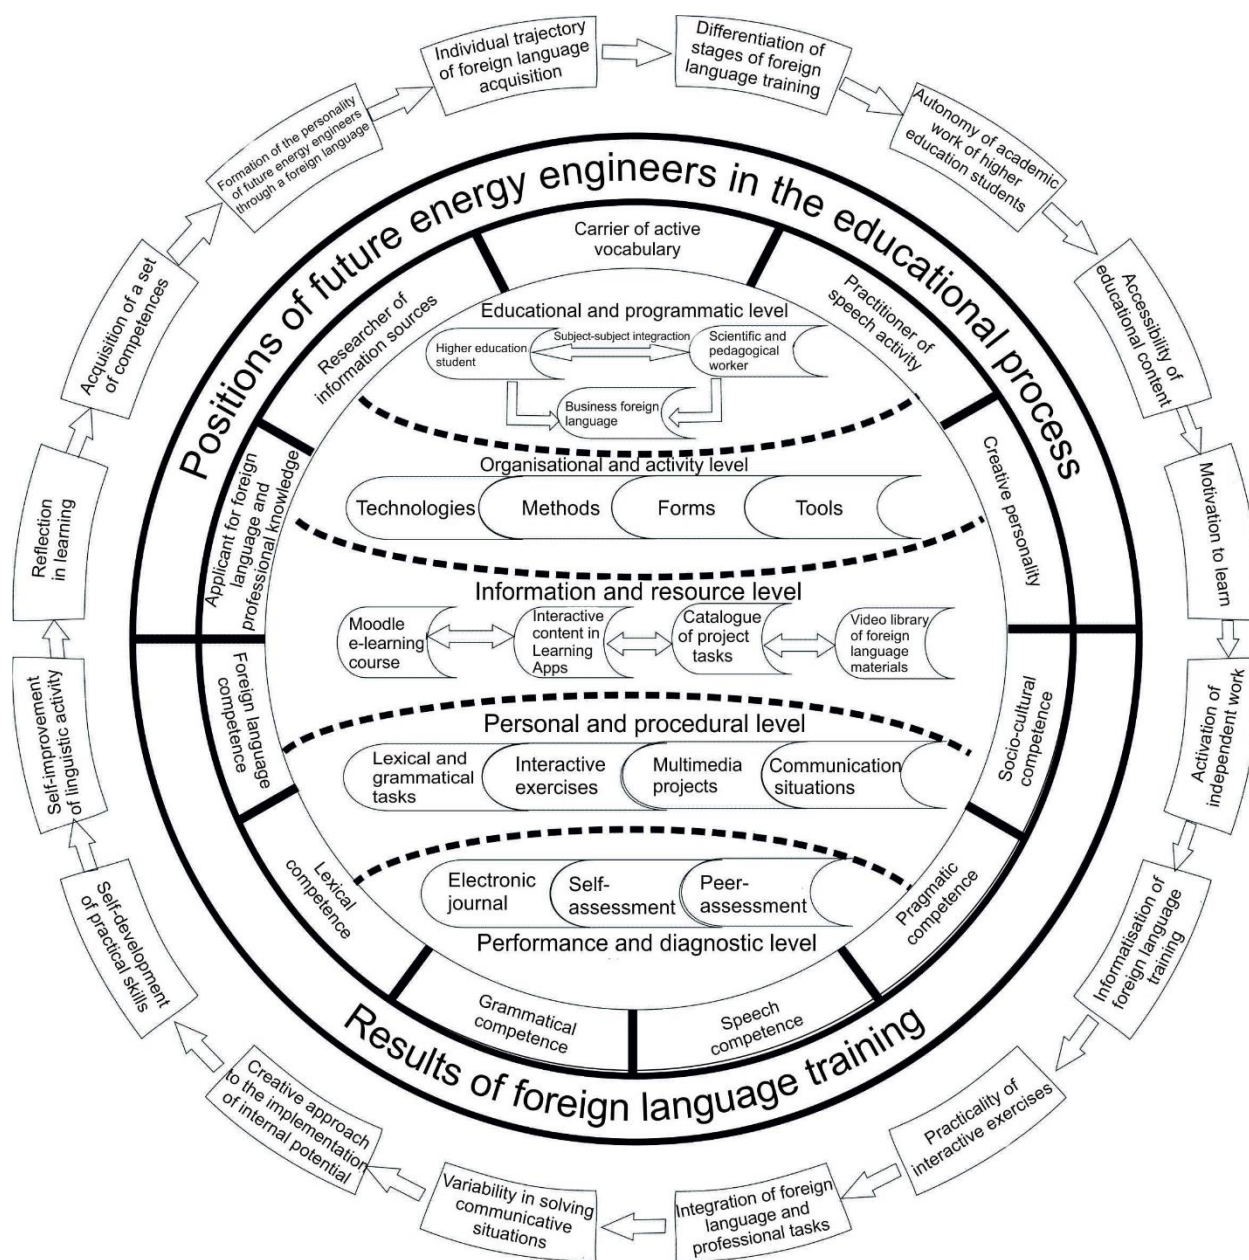 Individual trajectory
of foreign language
acquisition
Differentiation of
stages of foreign
language training
Autonomy of academic
work of higher
education students
Accessibility of
educational content
Motivation to
learn
Activation of
independent work
Informatisation of
foreign language
training
Practicality of
interactive exercises
Integration of foreign
language and
professional tasks
Variability in solving
communicative
situations
Creative approach
to the implementation
of internal potential
Self-development
of practical skills
Self-improvement
of linguistic activity
Reflection
in learning
Acquisition of a set
of competences
Formation of the personality
of future energy engineers
through a foreign language
Positions of future energy engineers in the educational process
Applicant for foreign
language and
professional knowledge
Researcher of
information sources
Carrier of active
vocabulary
Practitioner of
speech activity
Creative personality
Educational and programmatic level
Higher education
student
Subject-subject integraction
Scientific and
pedagogical
worker
Business foreign
language
Organisational and activity level
Technologies
Methods
Forms
Tools
Information and resource level
Moodle
e-learning
course
Interactive
content in
Learning
Apps
Catalogue
of project
tasks
Video library
of foreign
language
materials
Personal and procedural level
Lexical and
grammatical
tasks
Interactive
exercises
Multimedia
projects
Communication
situations
Electronic
journal
Self-
assessment
Peer-
assessment
Performance and diagnostic level
Foreign language
competence
Lexical
competence
Grammatical
competence
Speech
competence
Pragmatic
competence
Socio-cultural
competence
Results of foreign language training